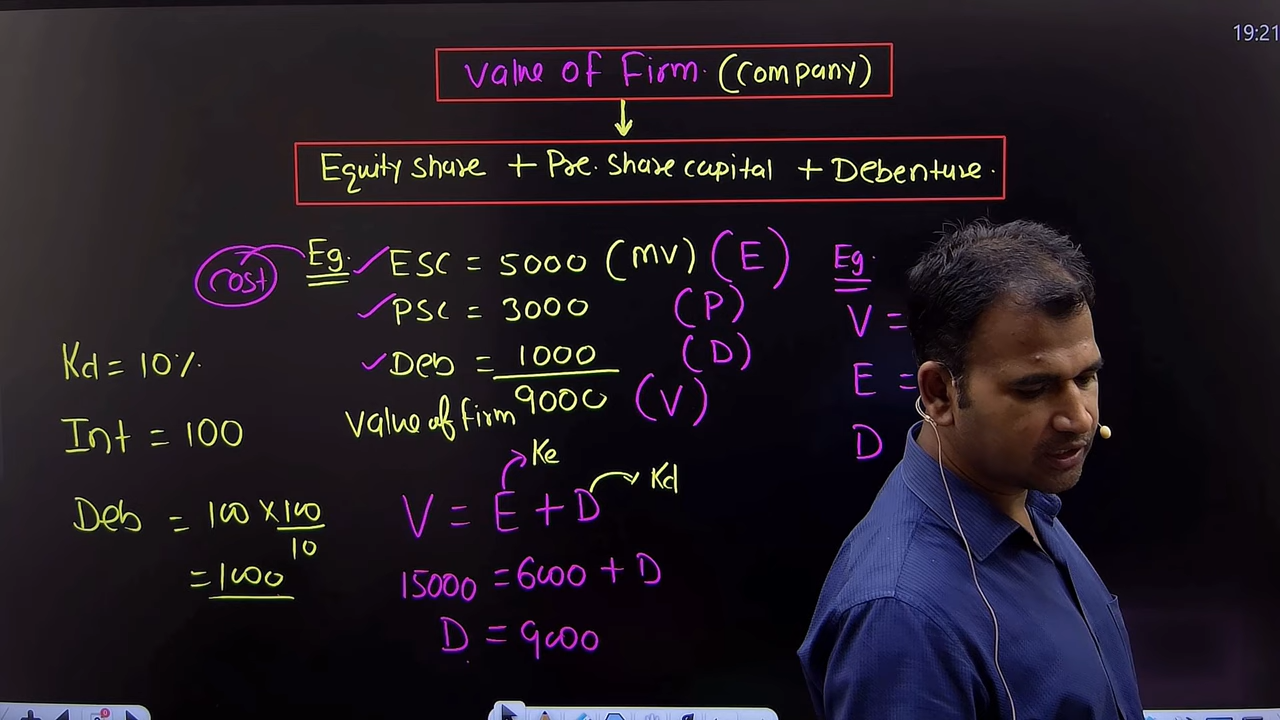 19:21
Value of Firm. (Company)
Equity share + Pre. share capital + Debenture.
cost
Eg. ESC = 5000 (MV) (E)
PSC = 3000 (P)
Deb = 1000 (D)
Value of firm 9000 (V)
Kd = 10%.
Int = 100
Deb = 100 × 100
10
= 1000
Ke
Kd
V = E + D
15000 = 6000 + D
D = 9000
Eg.
V =
E =
D